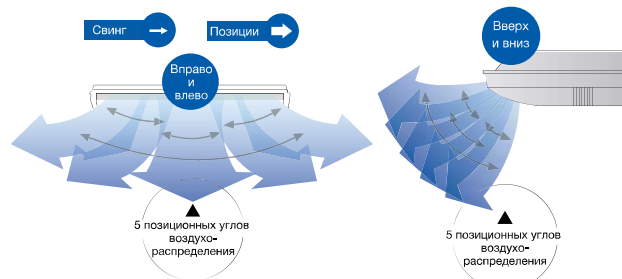 Свинг
Позиции
Вправо
и
влево
5 позиционных углов
воздухо-
распределения
Вверх
и вниз
5 позиционных углов
воздухо-
распределения